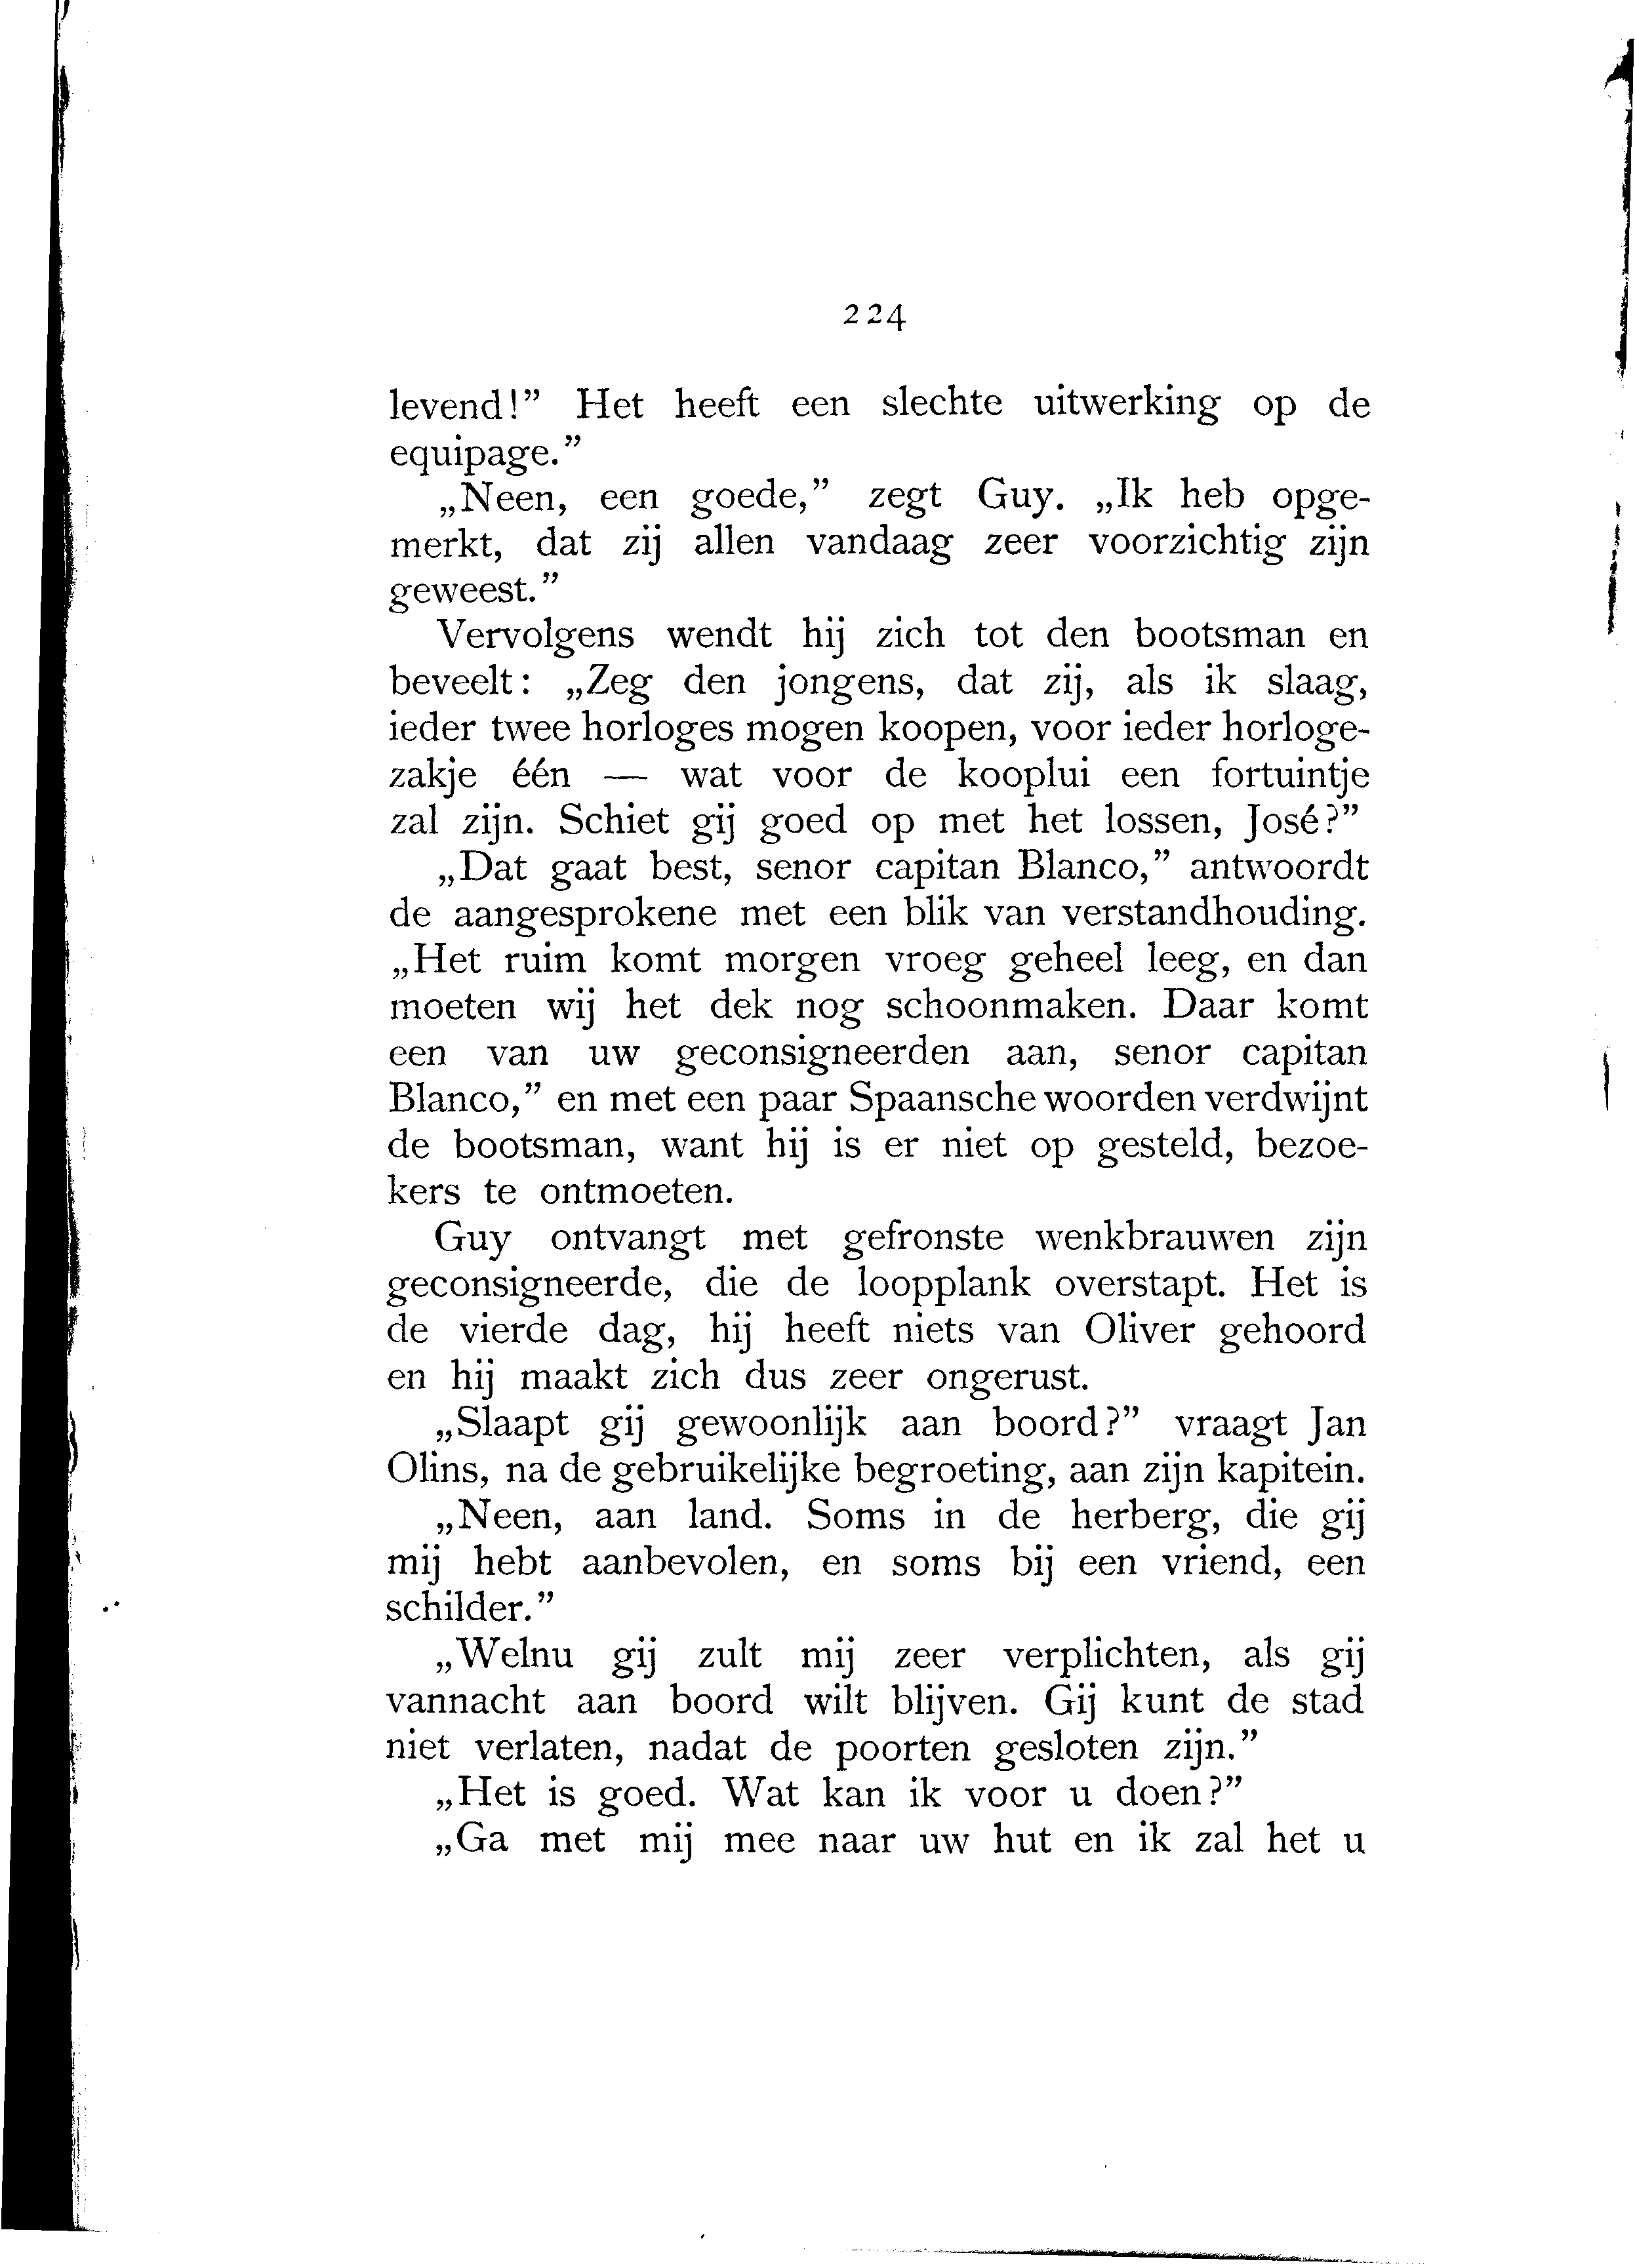 224
levend!” Het heeft een slechte uitwerking op de
equipage.”
„Neen, een goede,” zegt Guy. „Ik heb opge-
merkt, dat zij allen vandaag zeer voorzichtig zijn
geweest.”
Vervolgens wendt hij zich tot den bootsman en
beveelt: „Zeg den jongens, dat zij, als ik slaag,
ieder twee horloges mogen koopen, voor ieder horloge-
zakje één — wat voor de kooplui een fortuintje
zal zijn. Schiet gij goed op met het lossen, José?”
„Dat gaat best, senor capitan Blanco,” antwoordt
de aangesprokene met een blik van verstandhouding.
„Het ruim komt morgen vroeg geheel leeg, en dan
moeten wij het dek nog schoonmaken. Daar komt
een van uw geconsigneerden aan, senor capitan
Blanco,” en met een paar Spaansche woorden verdwijnt
de bootsman, want hij is er niet op gesteld, bezoe-
kers te ontmoeten.
Guy ontvangt met gefronste wenkbrauwen zijn
geconsigneerde, die de loopplank overstapt. Het is
de vierde dag, hij heeft niets van Oliver gehoord
en hij maakt zich dus zeer ongerust.
„Slaapt gij gewoonlijk aan boord?” vraagt Jan
Olins, na de gebruikelijke begroeting, aan zijn kapitein.
„Neen, aan land. Soms in de herberg, die gij
mij hebt aanbevolen, en soms bij een vriend, een
schilder.”
„Welnu gij zult mij zeer verplichten, als gij
vannacht aan boord wilt blijven. Gij kunt de stad
niet verlaten, nadat de poorten gesloten zijn.”
„Het is goed. Wat kan ik voor u doen?”
„Ga met mij mee naar uw hut en ik zal het u